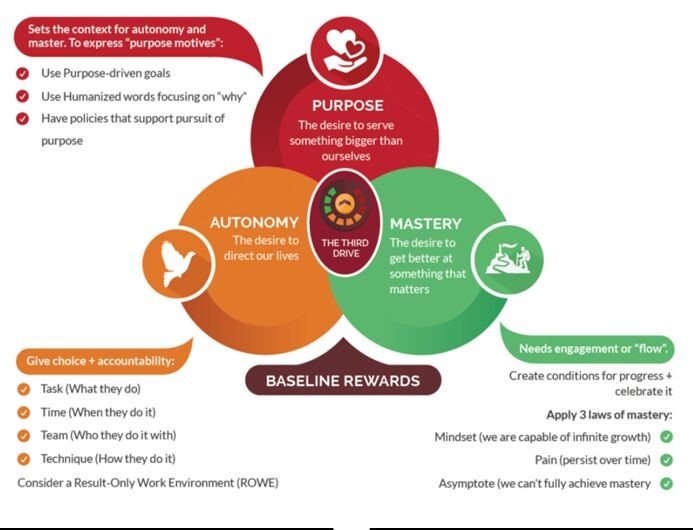 Sets the context for autonomy and
master. To express "purpose motives":
Use Purpose-driven goals
Use Humanized words focusing on "why"
Have policies that support pursuit of
purpose
PURPOSE
The desire to serve
something bigger than
ourselves
AUTONOMY
The desire to
direct our lives
THE THIRD
DRIVE
MASTERY
The desire to
get better at
something that
matters
BASELINE REWARDS
Give choice + accountability:
Task (What they do)
Time (When they do it)
Team (Who they do it with)
Technique (How they do it)
Consider a Result-Only Work Environment (ROWE)
Needs engagement or "flow".
Create conditions for progress +
celebrate it
Apply 3 laws of mastery:
Mindset (we are capable of infinite growth)
Pain (persist over time)
Asymptote (we can't fully achieve mastery